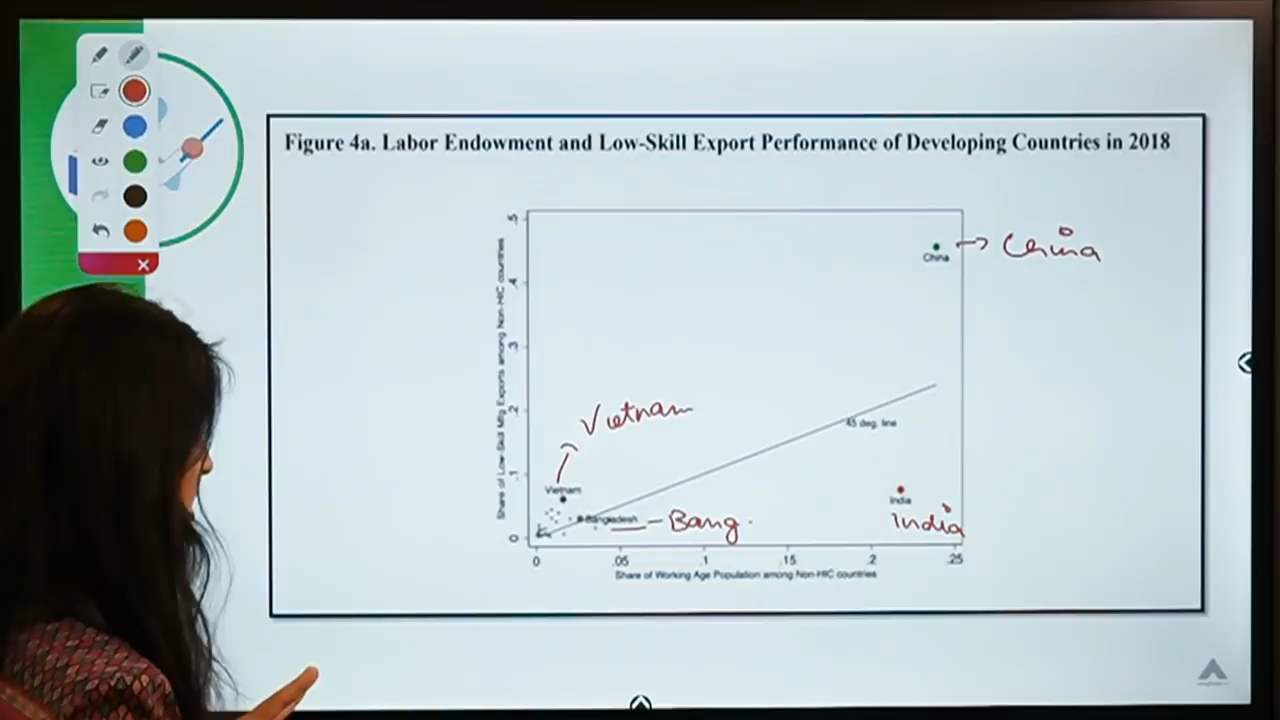 Figure 4a. Labor Endowment and Low-Skill Export Performance of Developing Countries in 2018
Share of Low-Skill Mfg Exports among Non-HIC countries
.5
.4
.3
.2
.1
0
China
China
Vietnam
45 deg. line
Vietnam
India
Bangladesh
Bang.
India
0
.05
.1
.15
.2
.25
Share of Working Age Population among Non-HIC countries